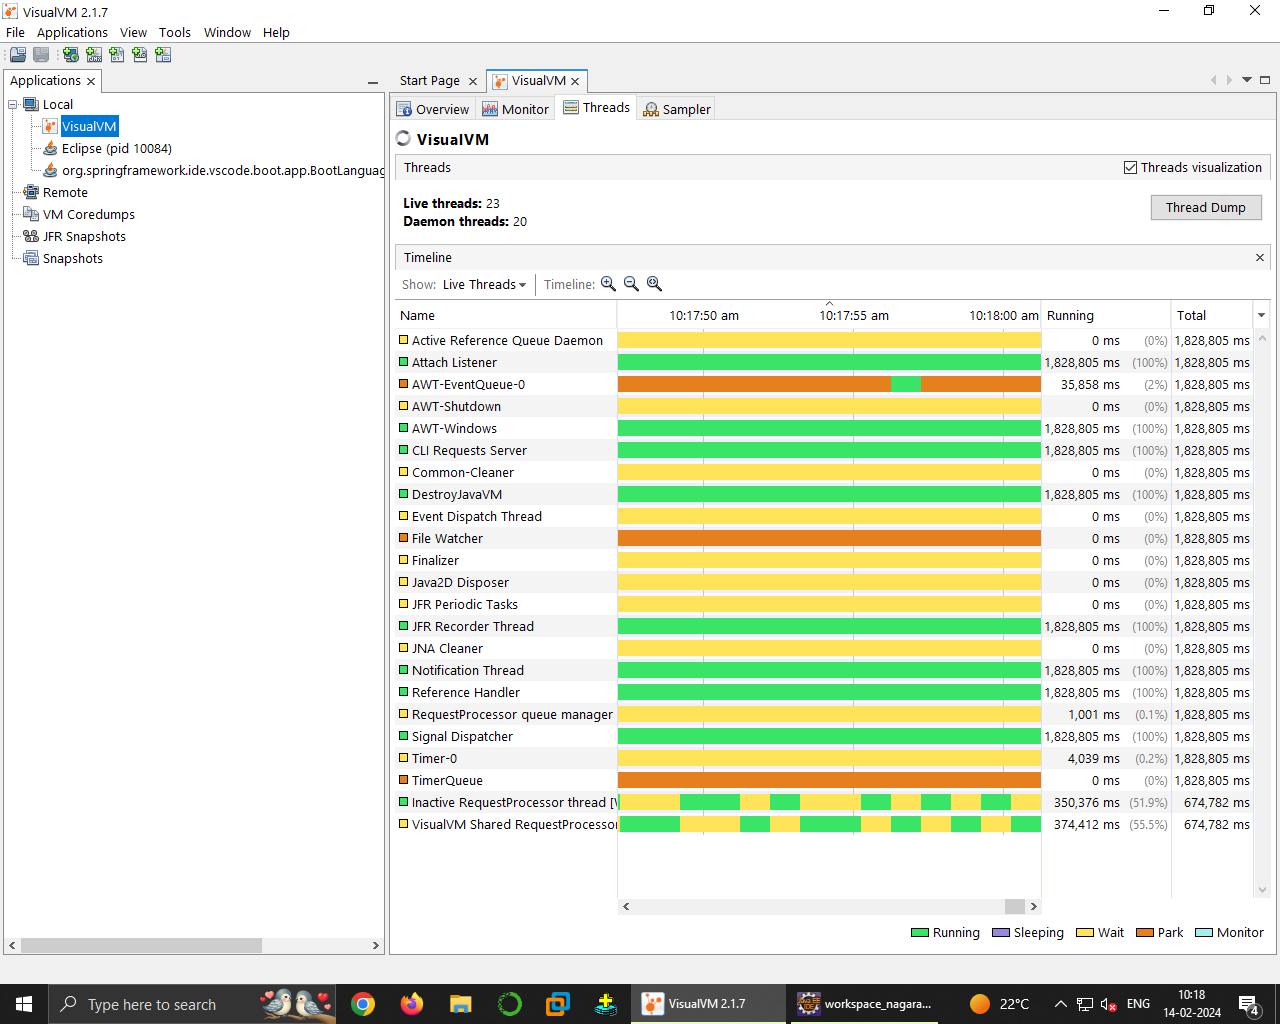 VisualVM 2.1.7
File Applications View Tools Window Help
Applications
Start Page
VisualVM
Local
VisualVM
Eclipse (pid 10084)
org.springframework.ide.vscode.boot.app.BootLanguag
Remote
VM Coredumps
JFR Snapshots
Snapshots
Overview Monitor Threads Sampler
VisualVM
Threads
Threads visualization
Live threads: 23
Daemon threads: 20
Thread Dump
Timeline
Show: Live Threads Timeline:
Name 10:17:50 am 10:17:55 am 10:18:00 am Running Total
Active Reference Queue Daemon 0 ms (0%) 1,828,805 ms
Attach Listener 1,828,805 ms (100%) 1,828,805 ms
AWT-EventQueue-0 35,858 ms (2%) 1,828,805 ms
AWT-Shutdown 0 ms (0%) 1,828,805 ms
AWT-Windows 1,828,805 ms (100%) 1,828,805 ms
CLI Requests Server 1,828,805 ms (100%) 1,828,805 ms
Common-Cleaner 0 ms (0%) 1,828,805 ms
DestroyJavaVM 1,828,805 ms (100%) 1,828,805 ms
Event Dispatch Thread 0 ms (0%) 1,828,805 ms
File Watcher 0 ms (0%) 1,828,805 ms
Finalizer 0 ms (0%) 1,828,805 ms
Java2D Disposer 0 ms (0%) 1,828,805 ms
JFR Periodic Tasks 0 ms (0%) 1,828,805 ms
JFR Recorder Thread 1,828,805 ms (100%) 1,828,805 ms
JNA Cleaner 0 ms (0%) 1,828,805 ms
Notification Thread 1,828,805 ms (100%) 1,828,805 ms
Reference Handler 1,828,805 ms (100%) 1,828,805 ms
RequestProcessor queue manager 1,001 ms (0.1%) 1,828,805 ms
Signal Dispatcher 1,828,805 ms (100%) 1,828,805 ms
Timer-0 4,039 ms (0.2%) 1,828,805 ms
TimerQueue 0 ms (0%) 1,828,805 ms
Inactive RequestProcessor thread [ 350,376 ms (51.9%) 674,782 ms
VisualVM Shared RequestProcessor 374,412 ms (55.5%) 674,782 ms
Running Sleeping Wait Park Monitor
Type here to search
VisualVM 2.1.7
workspace_nagara...
22°C
ENG
10:18
14-02-2024
4